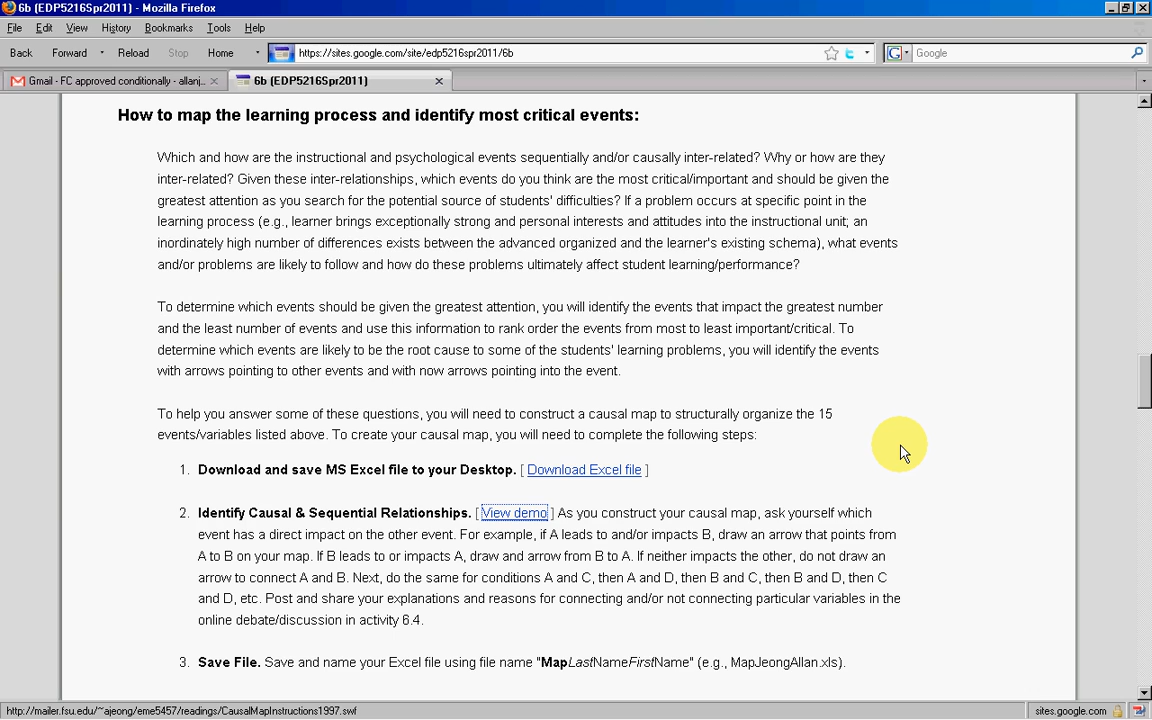 6b (EDP5216Spr2011) - Mozilla Firefox
File Edit View History Bookmarks Tools Help
Back Forward Reload Stop Home https://sites.google.com/site/edp5216spr2011/6b Google
Gmail - FC approved conditionally - allanj... 6b (EDP5216Spr2011)
How to map the learning process and identify most critical events:
Which and how are the instructional and psychological events sequentially and/or causally inter-related? Why or how are they
inter-related? Given these inter-relationships, which events do you think are the most critical/important and should be given the
greatest attention as you search for the potential source of students' difficulties? If a problem occurs at specific point in the
learning process (e.g., learner brings exceptionally strong and personal interests and attitudes into the instructional unit; an
inordinately high number of differences exists between the advanced organized and the learner's existing schema), what events
and/or problems are likely to follow and how do these problems ultimately affect student learning/performance?
To determine which events should be given the greatest attention, you will identify the events that impact the greatest number
and the least number of events and use this information to rank order the events from most to least important/critical. To
determine which events are likely to be the root cause to some of the students' learning problems, you will identify the events
with arrows pointing to other events and with now arrows pointing into the event.
To help you answer some of these questions, you will need to construct a causal map to structurally organize the 15
events/variables listed above. To create your causal map, you will need to complete the following steps:
1. Download and save MS Excel file to your Desktop. [ Download Excel file ]
2. Identify Causal & Sequential Relationships. [ View demo ] As you construct your causal map, ask yourself which
event has a direct impact on the other event. For example, if A leads to and/or impacts B, draw an arrow that points from
A to B on your map. If B leads to or impacts A, draw and arrow from B to A. If neither impacts the other, do not draw an
arrow to connect A and B. Next, do the same for conditions A and C, then A and D, then B and C, then B and D, then C
and D, etc. Post and share your explanations and reasons for connecting and/or not connecting particular variables in the
online debate/discussion in activity 6.4.
3. Save File. Save and name your Excel file using file name "MapLastNameFirstName" (e.g., MapJeongAllan.xls).
http://mailer.fsu.edu/~ajeong/eme5457/readings/CausalMapInstructions1997.swf sites.google.com